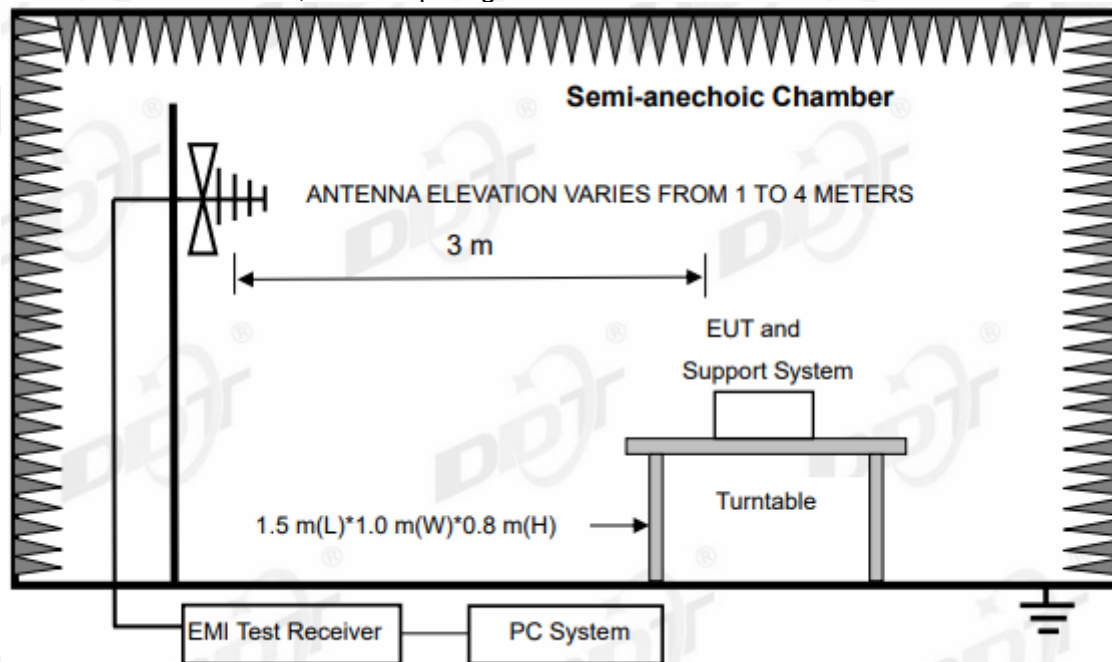 Semi-anechoic Chamber
ANTENNA ELEVATION VARIES FROM 1 TO 4 METERS
3 m
EUT and
Support System
Turntable
1.5 m(L)*1.0 m(W)*0.8 m(H)
EMI Test Receiver
PC System
DDT
®